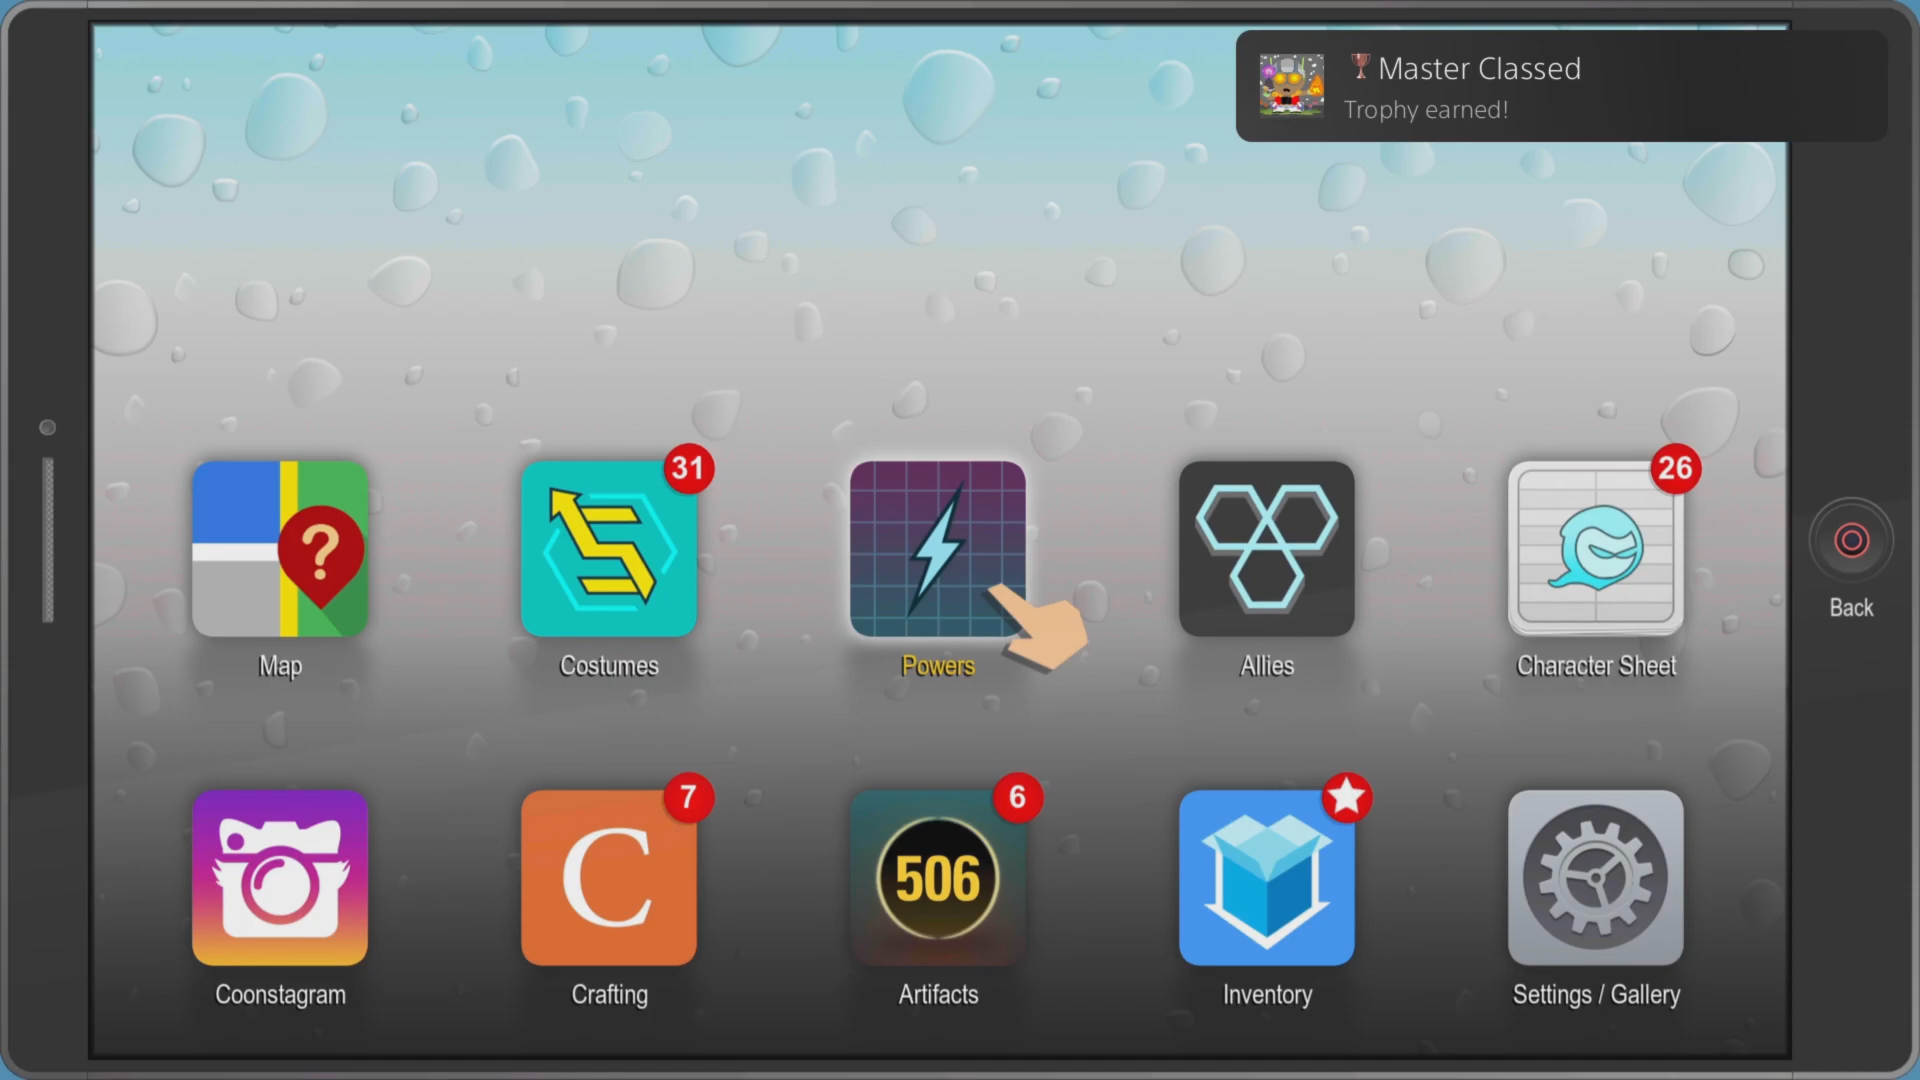 Master Classed
Trophy earned!
31
26
?
Map
Costumes
Powers
Allies
Character Sheet
Back
7
6
C
506
Coonstagram
Crafting
Artifacts
Inventory
Settings / Gallery